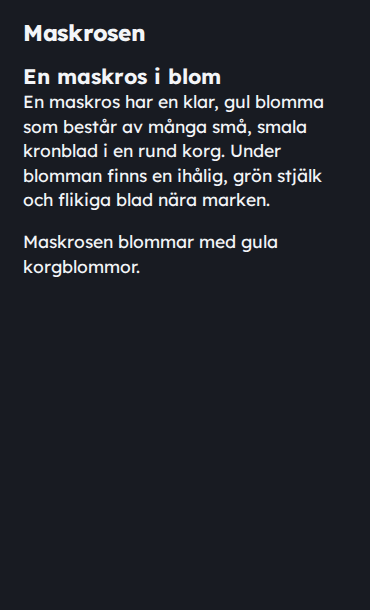 Maskrosen
En maskros i blom
En maskros har en klar, gul blomma
som består av många små, smala
kronblad i en rund korg. Under
blomman finns en ihålig, grön stjälk
och flikiga blad nära marken.
Maskrosen blommar med gula
korgblommor.